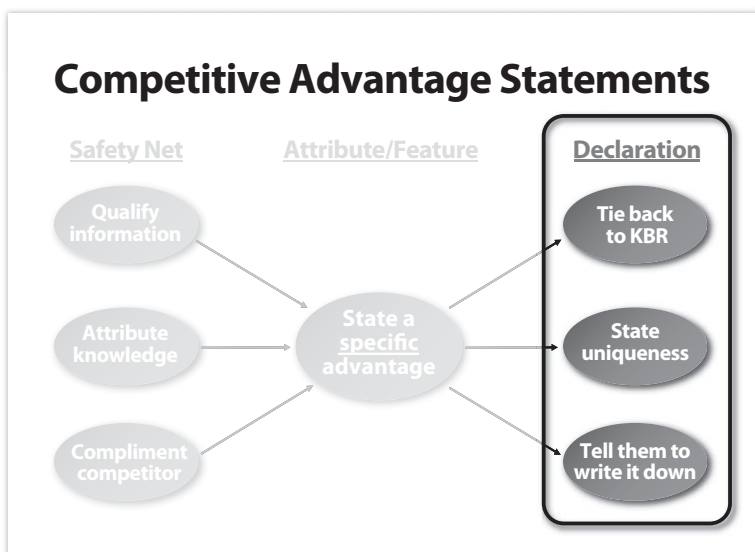 Competitive Advantage Statements
Safety Net
Attribute/Feature
Declaration
Qualify
information
Tie back
to KBR
Attribute
knowledge
State a
specific
advantage
State
uniqueness
Compliment
competitor
Tell them to
write it down